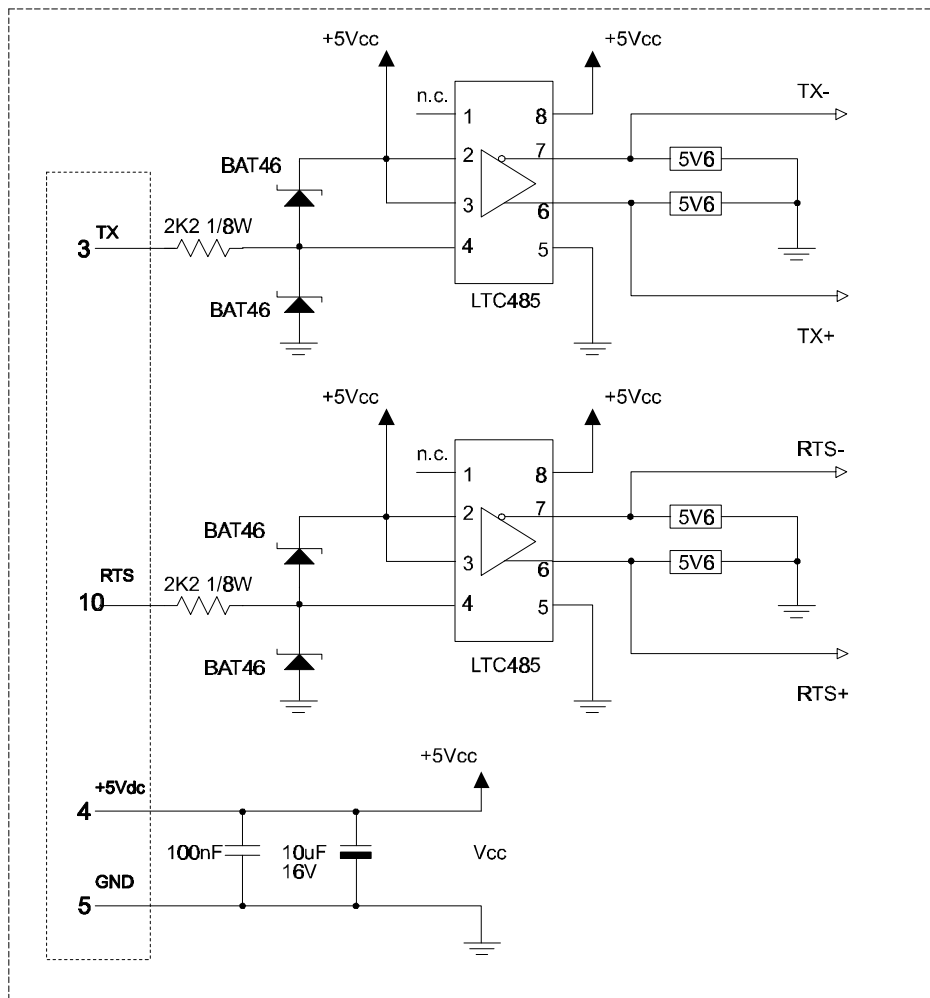 +5Vcc
+5Vcc
TX-
n.c.
1
8
2
7
5V6
BAT46
3
6
5V6
TX
2K2 1/8W
3
4
5
BAT46
LTC485
TX+
+5Vcc
+5Vcc
RTS-
n.c.
1
8
2
7
5V6
BAT46
3
6
5V6
RTS
2K2 1/8W
10
4
5
BAT46
LTC485
RTS+
+5Vcc
+5Vdc
4
100nF
10uF
16V
Vcc
GND
5